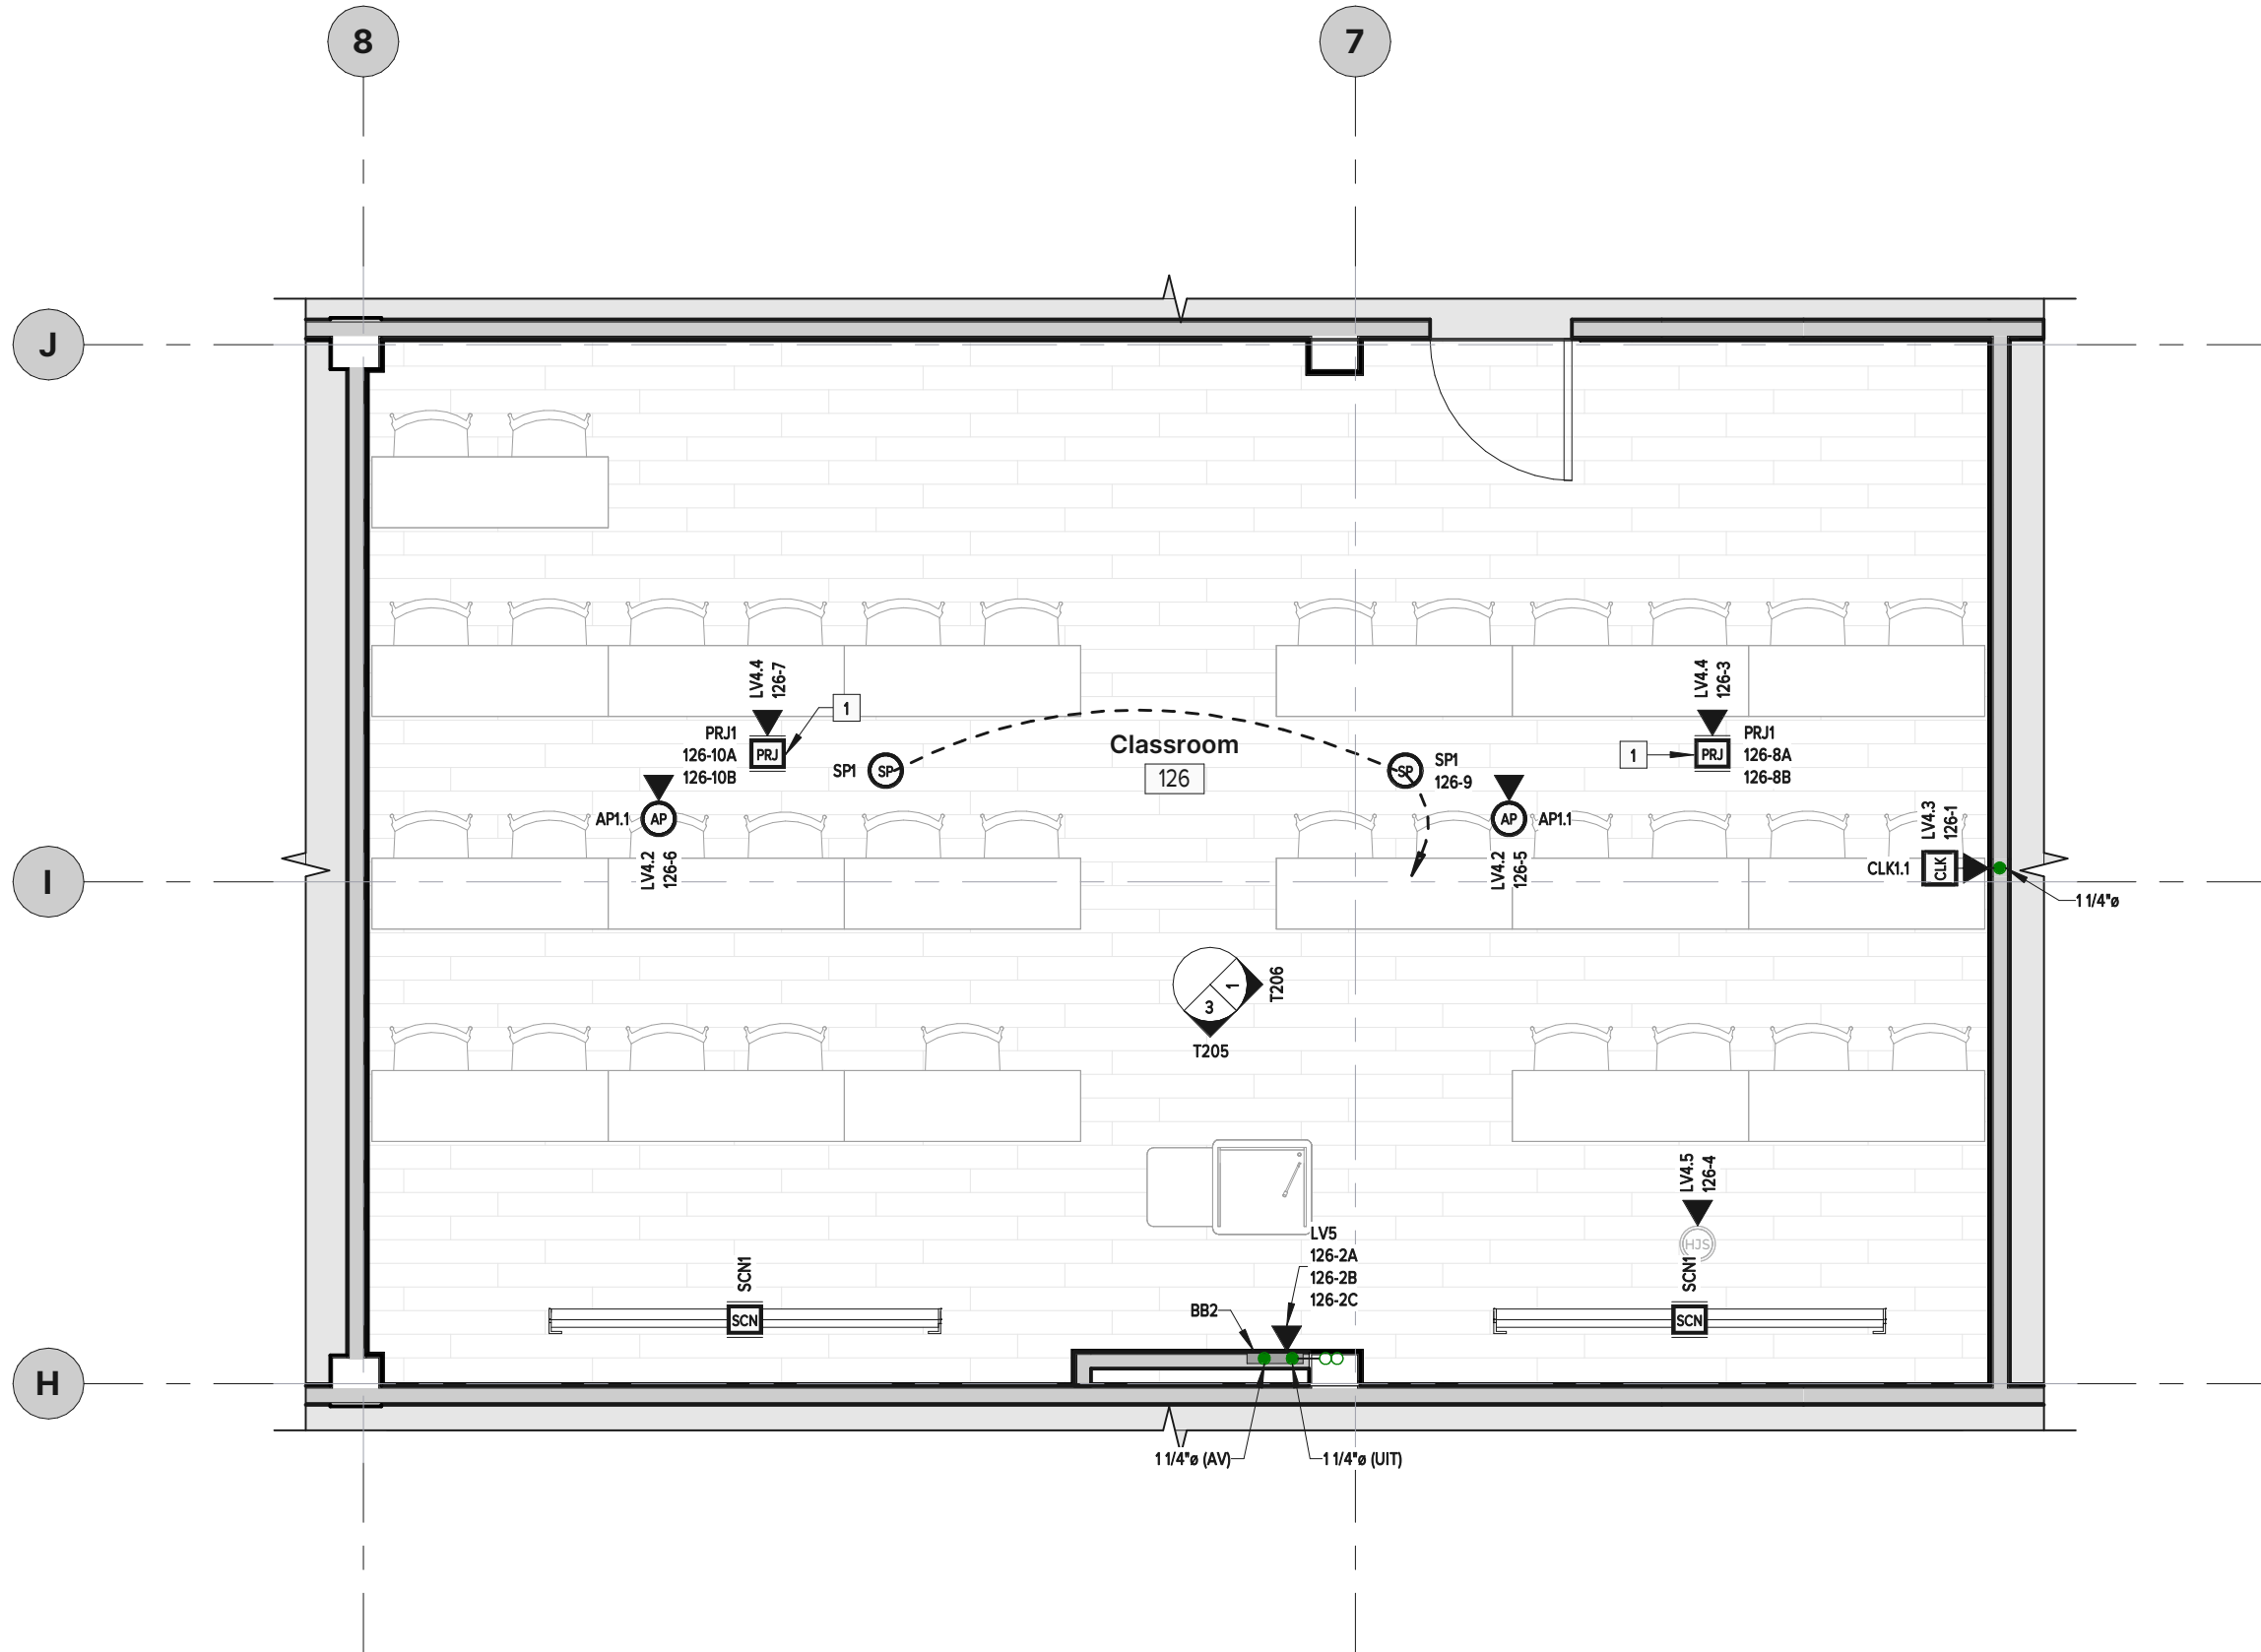 8
7
J
LV4.4
126-7
1
PRJ1
126-10A
126-10B
PRJ
SP1
SP
Classroom
126
SP
SP1
126-9
LV4.4
126-3
1
PRJ
PRJ1
126-8A
126-8B
AP1.1
AP
LV4.2
126-6
AP
AP1.1
LV4.2
126-5
LV4.3
126-1
CLK1.1
CLK
1 1/4"ø
I
1
3
T206
T205
LV4.5
126-4
HJS
LV5
126-2A
126-2B
126-2C
BB2
SCN1
SCN
SCN1
SCN
H
1 1/4"ø (AV)
1 1/4"ø (UIT)